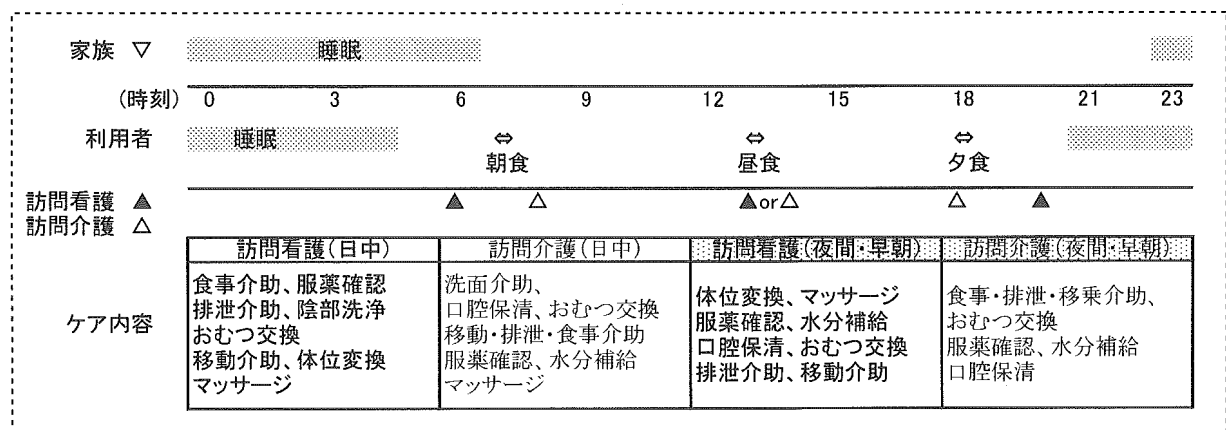 家族 ▽ 睡眠
(時刻) 0 3 6 9 12 15 18 21 23
利用者 睡眠 ⇔ ⇔ ⇔
朝食 昼食 夕食
訪問看護 ▲ ▲ △ ▲or△ △ ▲
訪問介護 △
訪問看護(日中) 訪問介護(日中) 訪問看護(夜間・早朝) 訪問介護(夜間・早朝)
ケア内容
食事介助、服薬確認
排泄介助、陰部洗浄
おむつ交換
移動介助、体位変換
マッサージ
洗面介助、
口腔保清、おむつ交換
移動・排泄・食事介助
服薬確認、水分補給
マッサージ
体位変換、マッサージ
服薬確認、水分補給
口腔保清、おむつ交換
排泄介助、移動介助
食事・排泄・移乗介助、
おむつ交換
服薬確認、水分補給
口腔保清